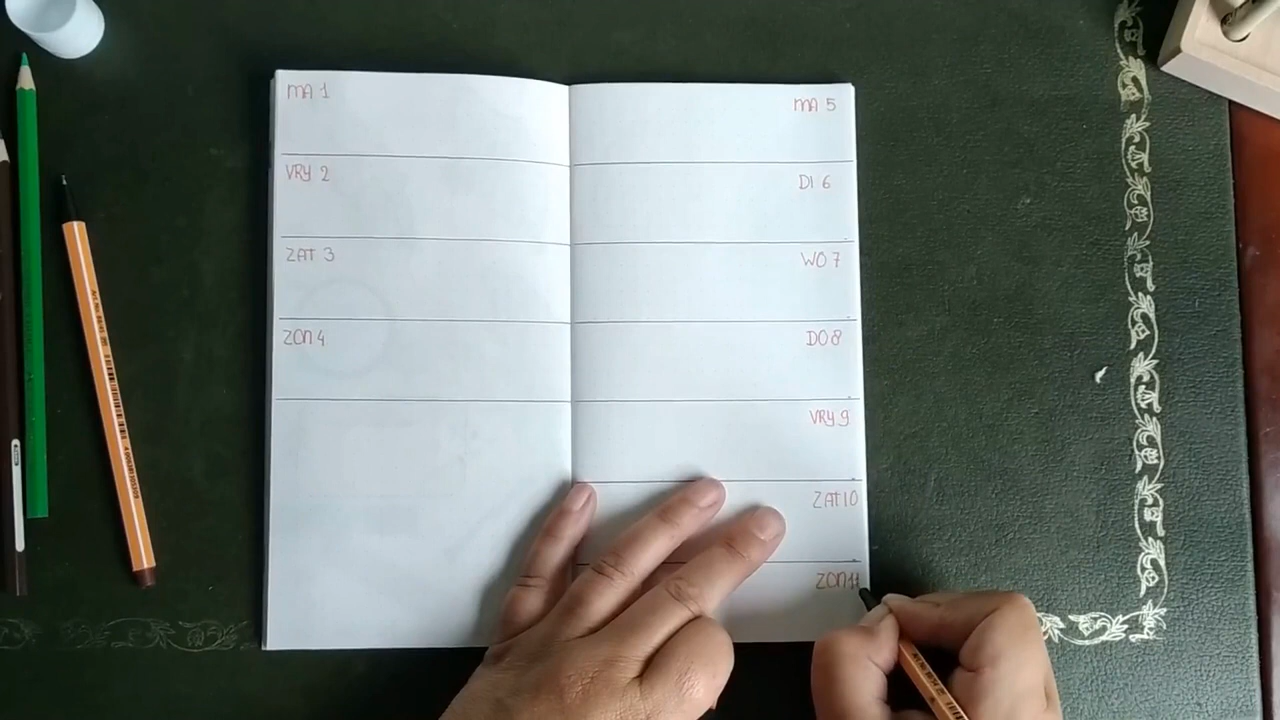 MA 1
VRY 2
ZAT 3
ZON 4
MA 5
DI 6
WO 7
DO 8
VRY 9
ZAT 10
ZON 11